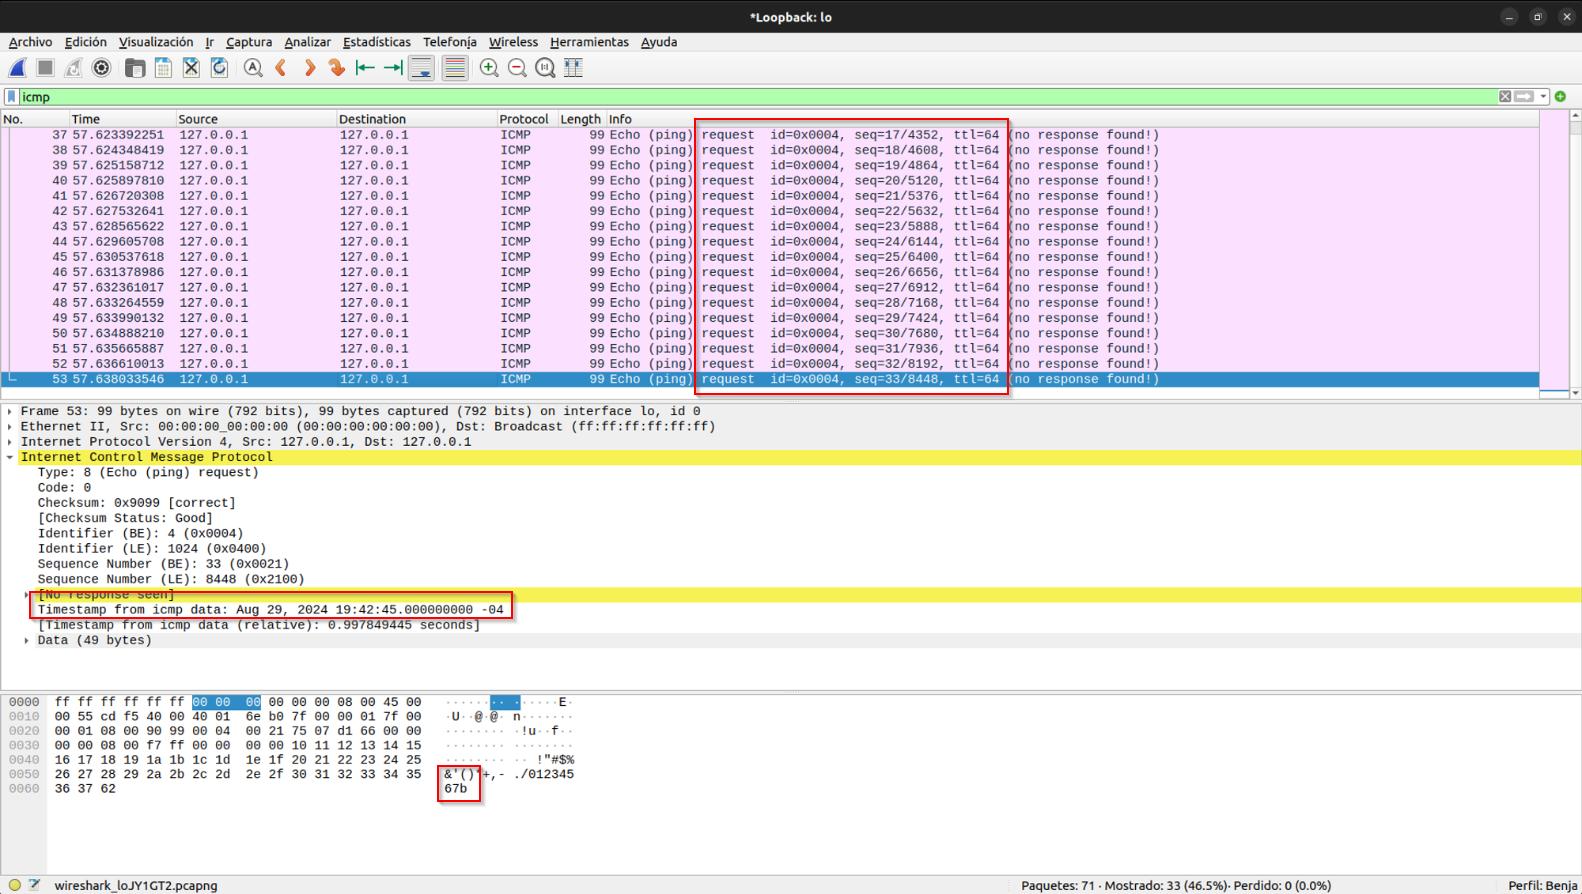 *Loopback: lo
Archivo Edición Visualización Ir Captura Analizar Estadísticas Telefonía Wireless Herramientas Ayuda
icmp
No. Time Source Destination Protocol Length Info
37 57.623392251 127.0.0.1 127.0.0.1 ICMP 99 Echo (ping) request id=0x0004, seq=17/4352, ttl=64 (no response found!)
38 57.624348419 127.0.0.1 127.0.0.1 ICMP 99 Echo (ping) request id=0x0004, seq=18/4608, ttl=64 (no response found!)
39 57.625158712 127.0.0.1 127.0.0.1 ICMP 99 Echo (ping) request id=0x0004, seq=19/4864, ttl=64 (no response found!)
40 57.625897810 127.0.0.1 127.0.0.1 ICMP 99 Echo (ping) request id=0x0004, seq=20/5120, ttl=64 (no response found!)
41 57.626720308 127.0.0.1 127.0.0.1 ICMP 99 Echo (ping) request id=0x0004, seq=21/5376, ttl=64 (no response found!)
42 57.627532641 127.0.0.1 127.0.0.1 ICMP 99 Echo (ping) request id=0x0004, seq=22/5632, ttl=64 (no response found!)
43 57.628565622 127.0.0.1 127.0.0.1 ICMP 99 Echo (ping) request id=0x0004, seq=23/5888, ttl=64 (no response found!)
44 57.629605708 127.0.0.1 127.0.0.1 ICMP 99 Echo (ping) request id=0x0004, seq=24/6144, ttl=64 (no response found!)
45 57.630537618 127.0.0.1 127.0.0.1 ICMP 99 Echo (ping) request id=0x0004, seq=25/6400, ttl=64 (no response found!)
46 57.631378986 127.0.0.1 127.0.0.1 ICMP 99 Echo (ping) request id=0x0004, seq=26/6656, ttl=64 (no response found!)
47 57.632361017 127.0.0.1 127.0.0.1 ICMP 99 Echo (ping) request id=0x0004, seq=27/6912, ttl=64 (no response found!)
48 57.633264559 127.0.0.1 127.0.0.1 ICMP 99 Echo (ping) request id=0x0004, seq=28/7168, ttl=64 (no response found!)
49 57.633990132 127.0.0.1 127.0.0.1 ICMP 99 Echo (ping) request id=0x0004, seq=29/7424, ttl=64 (no response found!)
50 57.634888210 127.0.0.1 127.0.0.1 ICMP 99 Echo (ping) request id=0x0004, seq=30/7680, ttl=64 (no response found!)
51 57.635665887 127.0.0.1 127.0.0.1 ICMP 99 Echo (ping) request id=0x0004, seq=31/7936, ttl=64 (no response found!)
52 57.636610013 127.0.0.1 127.0.0.1 ICMP 99 Echo (ping) request id=0x0004, seq=32/8192, ttl=64 (no response found!)
53 57.638033546 127.0.0.1 127.0.0.1 ICMP 99 Echo (ping) request id=0x0004, seq=33/8448, ttl=64 (no response found!)
Frame 53: 99 bytes on wire (792 bits), 99 bytes captured (792 bits) on interface lo, id 0
Ethernet II, Src: 00:00:00_00:00:00 (00:00:00:00:00:00), Dst: Broadcast (ff:ff:ff:ff:ff:ff)
Internet Protocol Version 4, Src: 127.0.0.1, Dst: 127.0.0.1
Internet Control Message Protocol
Type: 8 (Echo (ping) request)
Code: 0
Checksum: 0x9099 [correct]
[Checksum Status: Good]
Identifier (BE): 4 (0x0004)
Identifier (LE): 1024 (0x0400)
Sequence Number (BE): 33 (0x0021)
Sequence Number (LE): 8448 (0x2100)
[No response seen]
Timestamp from icmp data: Aug 29, 2024 19:42:45.000000000 -04
[Timestamp from icmp data (relative): 0.997849445 seconds]
Data (49 bytes)
0000 ff ff ff ff ff ff 00 00 00 00 00 00 08 00 45 00 ········ ······E·
0010 00 55 cd f5 40 00 40 01 6e b0 7f 00 00 01 7f 00 ·U··@·@· n·······
0020 00 01 08 00 90 99 00 04 00 21 75 07 d1 66 00 00 ········ ·!u··f··
0030 00 00 08 00 f7 ff 00 00 00 00 10 11 12 13 14 15 ········ ········
0040 16 17 18 19 1a 1b 1c 1d 1e 1f 20 21 22 23 24 25 ········ ·· !"#$%
0050 26 27 28 29 2a 2b 2c 2d 2e 2f 30 31 32 33 34 35 &'()*+,- ./012345
0060 36 37 62 67b
wireshark_loJY1GT2.pcapng Paquetes: 71 · Mostrado: 33 (46.5%)· Perdido: 0 (0.0%) Perfil: Benja